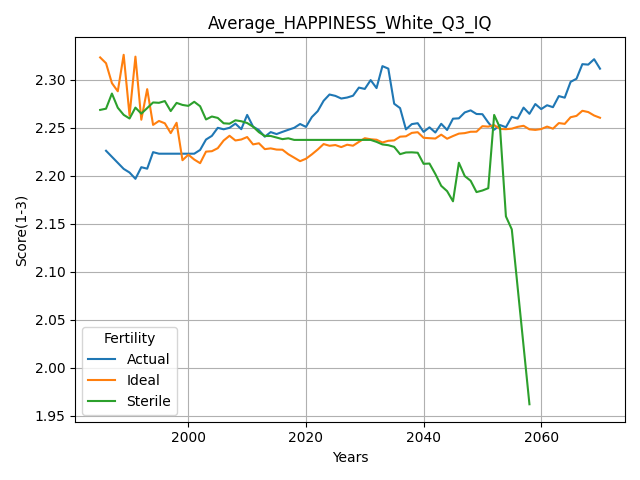 Average_HAPPINESS_White_Q3_IQ
Score(1-3)
2.30
2.25
2.20
2.15
2.10
2.05
2.00
1.95
Fertility
Actual
Ideal
Sterile
2000 2020 2040 2060
Years